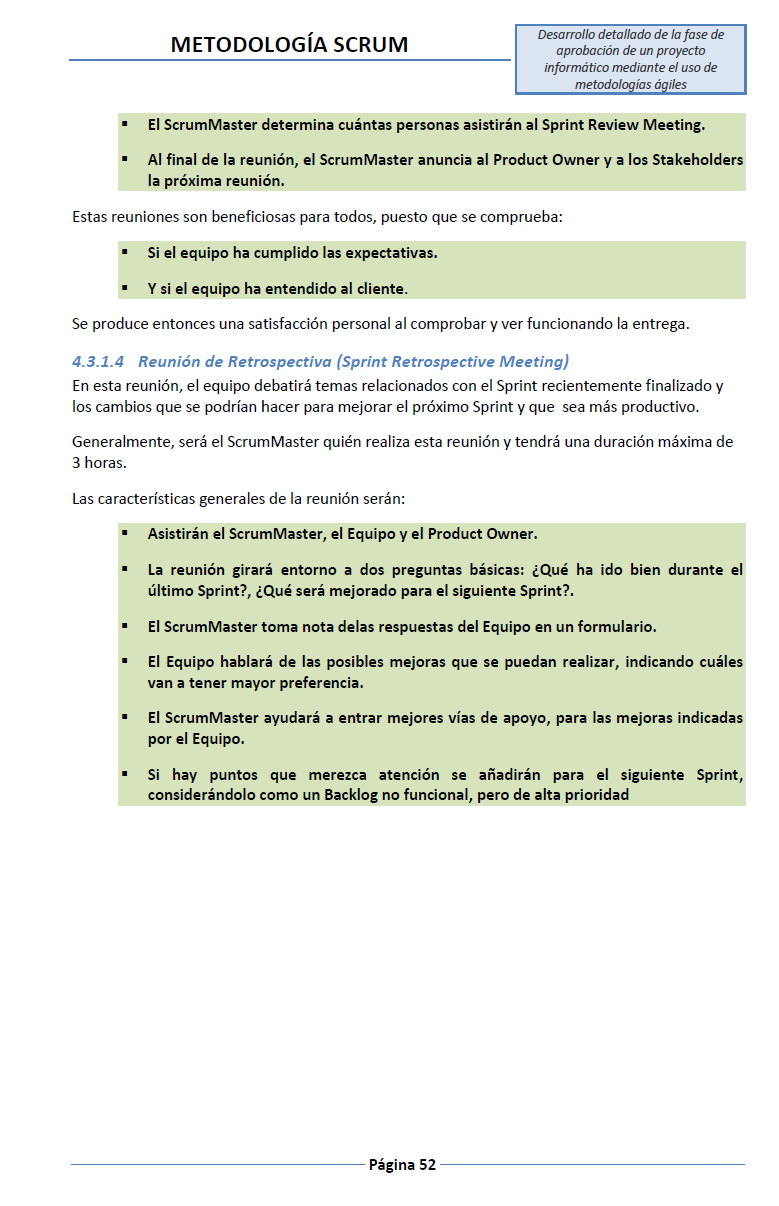 METODOLOGÍA SCRUM
Desarrollo detallado de la fase de
aprobación de un proyecto
informático mediante el uso de
metodologías ágiles
▪ El ScrumMaster determina cuántas personas asistirán al Sprint Review Meeting.
▪ Al final de la reunión, el ScrumMaster anuncia al Product Owner y a los Stakeholders
la próxima reunión.
Estas reuniones son beneficiosas para todos, puesto que se comprueba:
▪ Si el equipo ha cumplido las expectativas.
▪ Y si el equipo ha entendido al cliente.
Se produce entonces una satisfacción personal al comprobar y ver funcionando la entrega.
4.3.1.4 Reunión de Retrospectiva (Sprint Retrospective Meeting)
En esta reunión, el equipo debatirá temas relacionados con el Sprint recientemente finalizado y
los cambios que se podrían hacer para mejorar el próximo Sprint y que sea más productivo.
Generalmente, será el ScrumMaster quién realiza esta reunión y tendrá una duración máxima de
3 horas.
Las características generales de la reunión serán:
▪ Asistirán el ScrumMaster, el Equipo y el Product Owner.
▪ La reunión girará entorno a dos preguntas básicas: ¿Qué ha ido bien durante el
último Sprint?, ¿Qué será mejorado para el siguiente Sprint?.
▪ El ScrumMaster toma nota delas respuestas del Equipo en un formulario.
▪ El Equipo hablará de las posibles mejoras que se puedan realizar, indicando cuáles
van a tener mayor preferencia.
▪ El ScrumMaster ayudará a entrar mejores vías de apoyo, para las mejoras indicadas
por el Equipo.
▪ Si hay puntos que merezca atención se añadirán para el siguiente Sprint,
considerándolo como un Backlog no funcional, pero de alta prioridad
Página 52